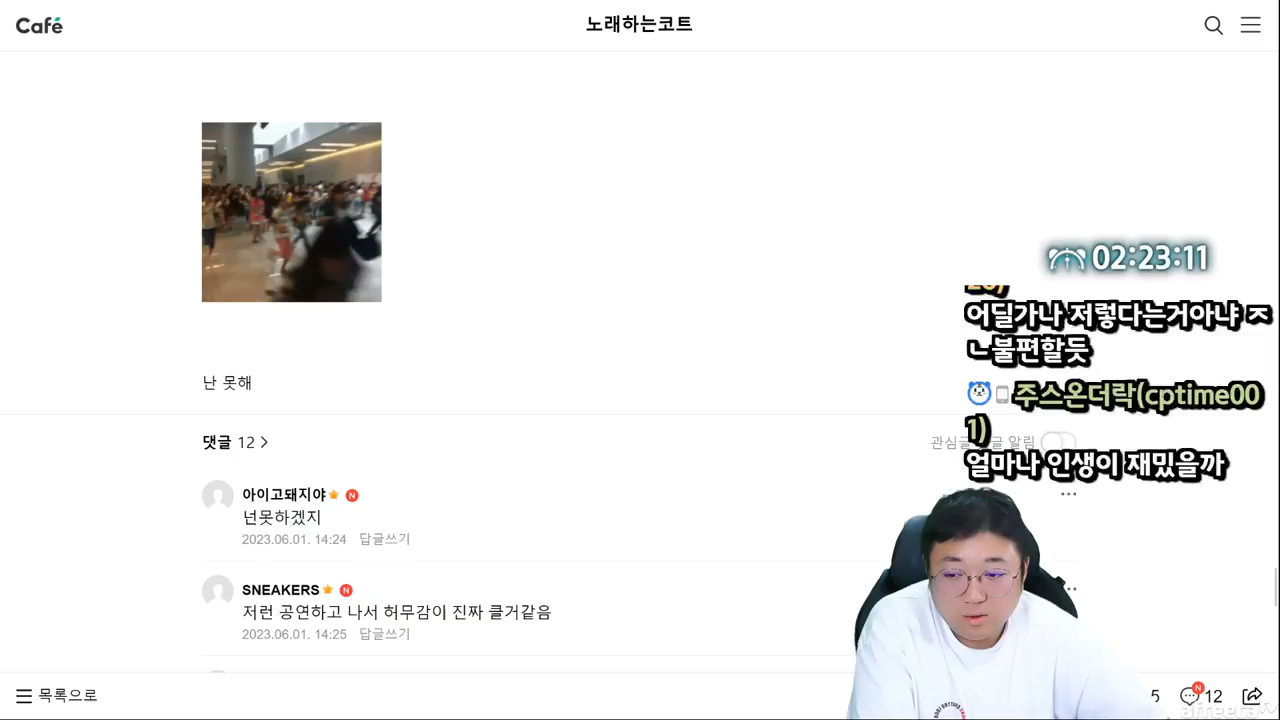 Café
노래하는코트
02:23:11
어딜가나 저렇다는거아냐 ㅈ
ㄴ불편할듯
주스온더락(cptime00
1)
얼마나 인생이 재밌을까
난 못해
댓글 12
알림
아이고돼지야 N
넌못하겠지
2023.06.01. 14:24 답글쓰기
SNEAKERS N
저런 공연하고 나서 허무감이 진짜 클거같음
2023.06.01. 14:25 답글쓰기
목록으로
5
N
12
afreecaTV